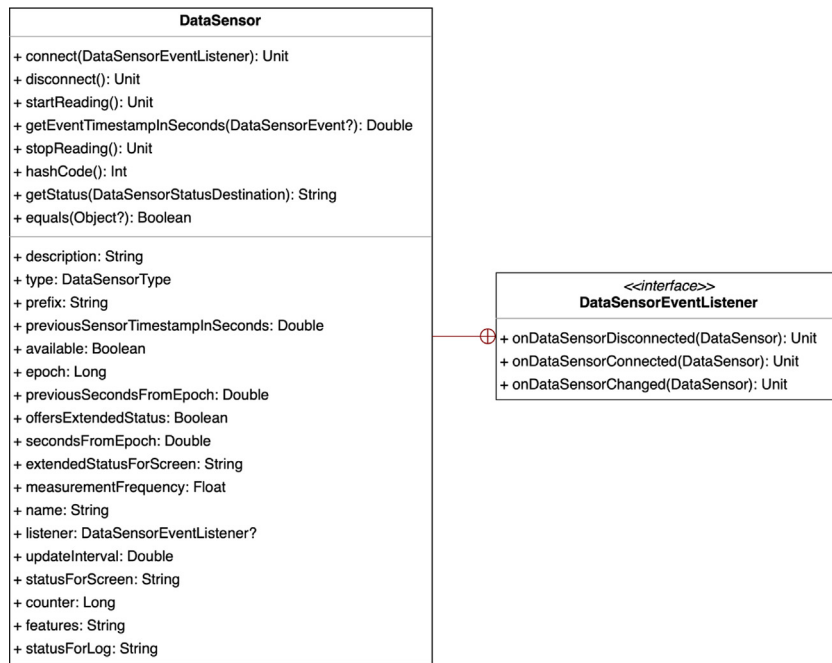 DataSensor
+ connect(DataSensorEventListener): Unit
+ disconnect(): Unit
+ startReading(): Unit
+ getEventTimestampInSeconds(DataSensorEvent?): Double
+ stopReading(): Unit
+ hashCode(): Int
+ getStatus(DataSensorStatusDestination): String
+ equals(Object?): Boolean
+ description: String
+ type: DataSensorType
+ prefix: String
+ previousSensorTimestampInSeconds: Double
+ available: Boolean
+ epoch: Long
+ previousSecondsFromEpoch: Double
+ offersExtendedStatus: Boolean
+ secondsFromEpoch: Double
+ extendedStatusForScreen: String
+ measurementFrequency: Float
+ name: String
+ listener: DataSensorEventListener?
+ updateInterval: Double
+ statusForScreen: String
+ counter: Long
+ features: String
+ statusForLog: String
<<interface>>
DataSensorEventListener
+ onDataSensorDisconnected(DataSensor): Unit
+ onDataSensorConnected(DataSensor): Unit
+ onDataSensorChanged(DataSensor): Unit